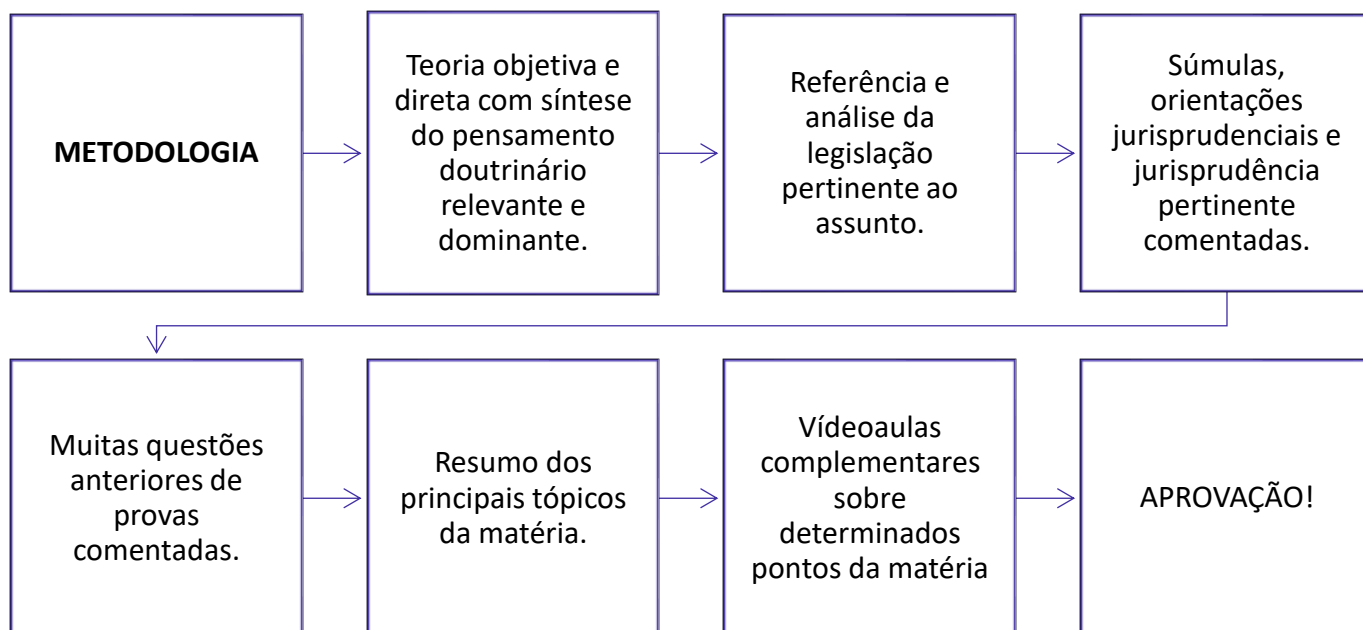 METODOLOGIA
Teoria objetiva e
direta com síntese
do pensamento
doutrinário
relevante e
dominante.
Referência e
análise da
legislação
pertinente ao
assunto.
Súmulas,
orientações
jurisprudenciais e
jurisprudência
pertinente
comentadas.
Muitas questões
anteriores de
provas
comentadas.
Resumo dos
principais tópicos
da matéria.
Vídeoaulas
complementares
sobre
determinados
pontos da matéria
APROVAÇÃO!